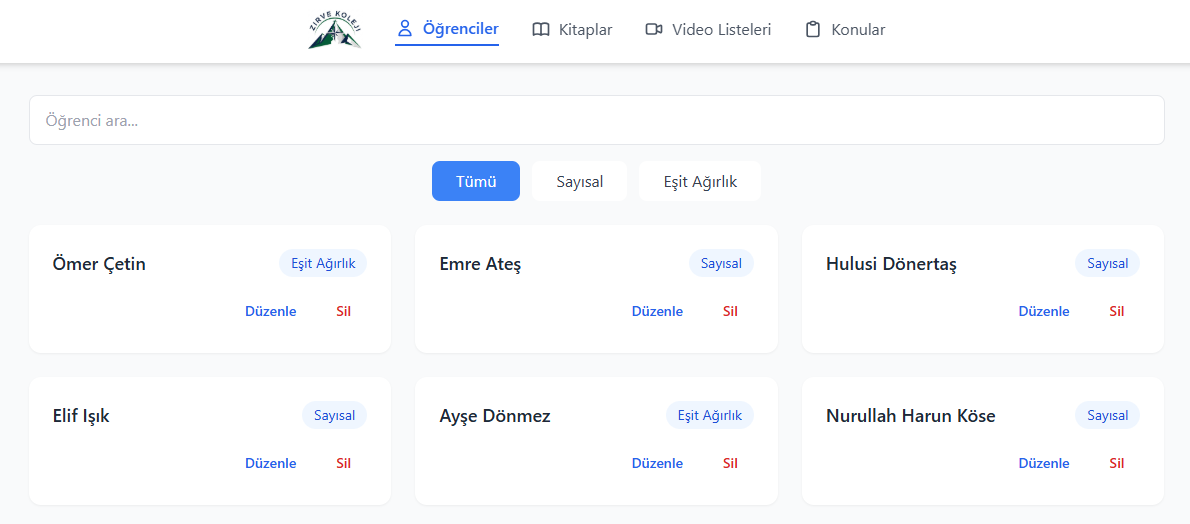 ZİRVE KOLEJİ
Öğrenciler Kitaplar Video Listeleri Konular
Öğrenci ara...
Tümü Sayısal Eşit Ağırlık
Ömer Çetin Eşit Ağırlık Emre Ateş Sayısal Hulusi Dönertaş Sayısal
Düzenle Sil Düzenle Sil Düzenle Sil
Elif Işık Sayısal Ayşe Dönmez Eşit Ağırlık Nurullah Harun Köse Sayısal
Düzenle Sil Düzenle Sil Düzenle Sil